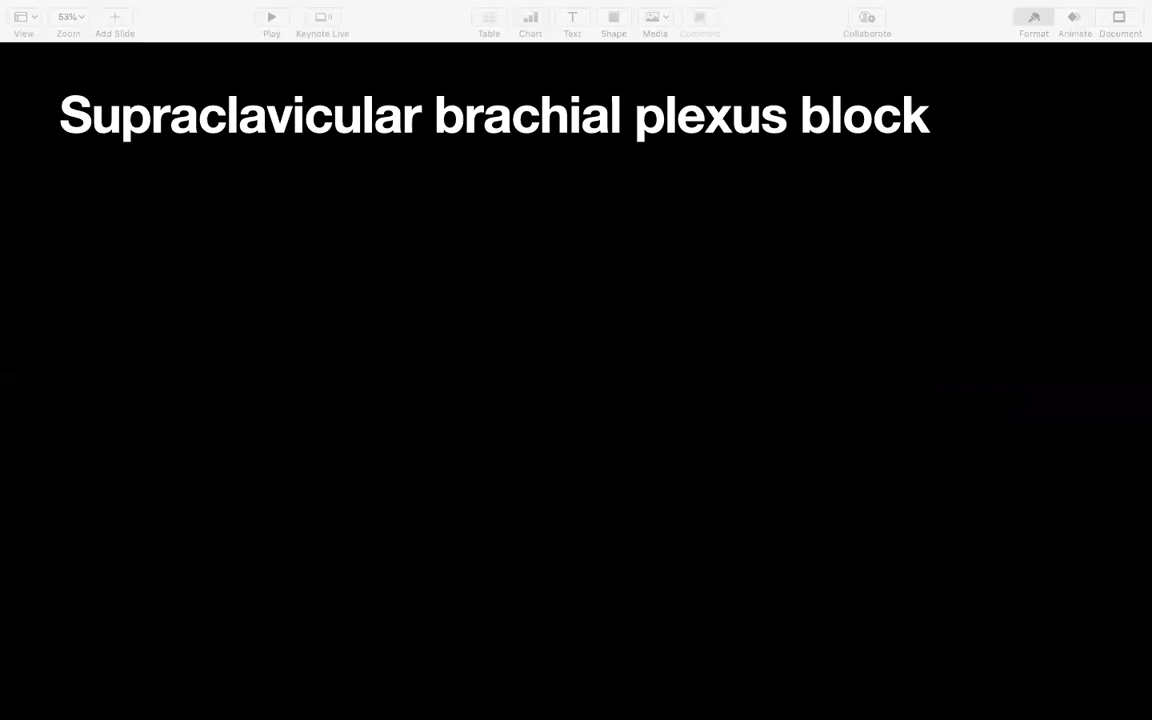 View 53% Zoom Add Slide Play Keynote Live Table Chart Text Shape Media Comment Collaborate Format Animate Document
Supraclavicular brachial plexus block